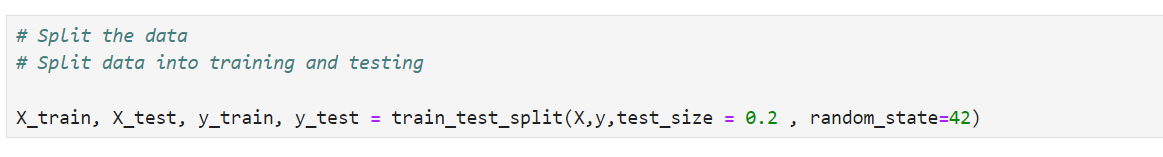 # Split the data
# Split data into training and testing
X_train, X_test, y_train, y_test = train_test_split(X,y,test_size = 0.2 , random_state=42)